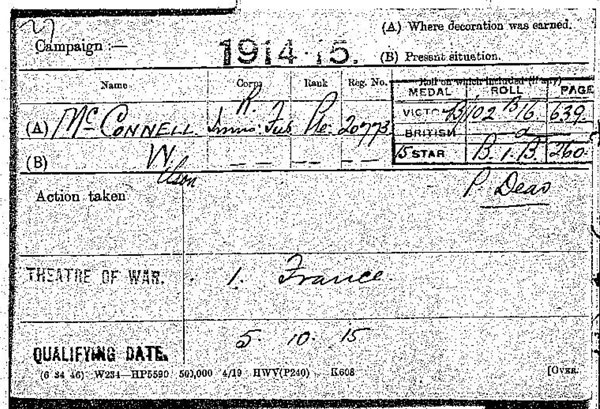 (A) Where decoration was earned.
Campaign :— 1914-15.
(B) Present situation.
Name Corps Rank Reg. No. Roll on which included (if any)
MEDAL ROLL PAGE
(A) McCONNELL R. Innis: Fus Pte. 20773
VICTORY B/102 B16 639
BRITISH do
15 STAR B.1.B. 260
(B) Wilson — — — — — —
Action taken
P. Dead
THEATRE OF WAR. 1. France.
QUALIFYING DATE. 5. 10. 15
(6 34 46) W234—HP5590 500,000 4/19 HWV(P240) K608 [OVER.